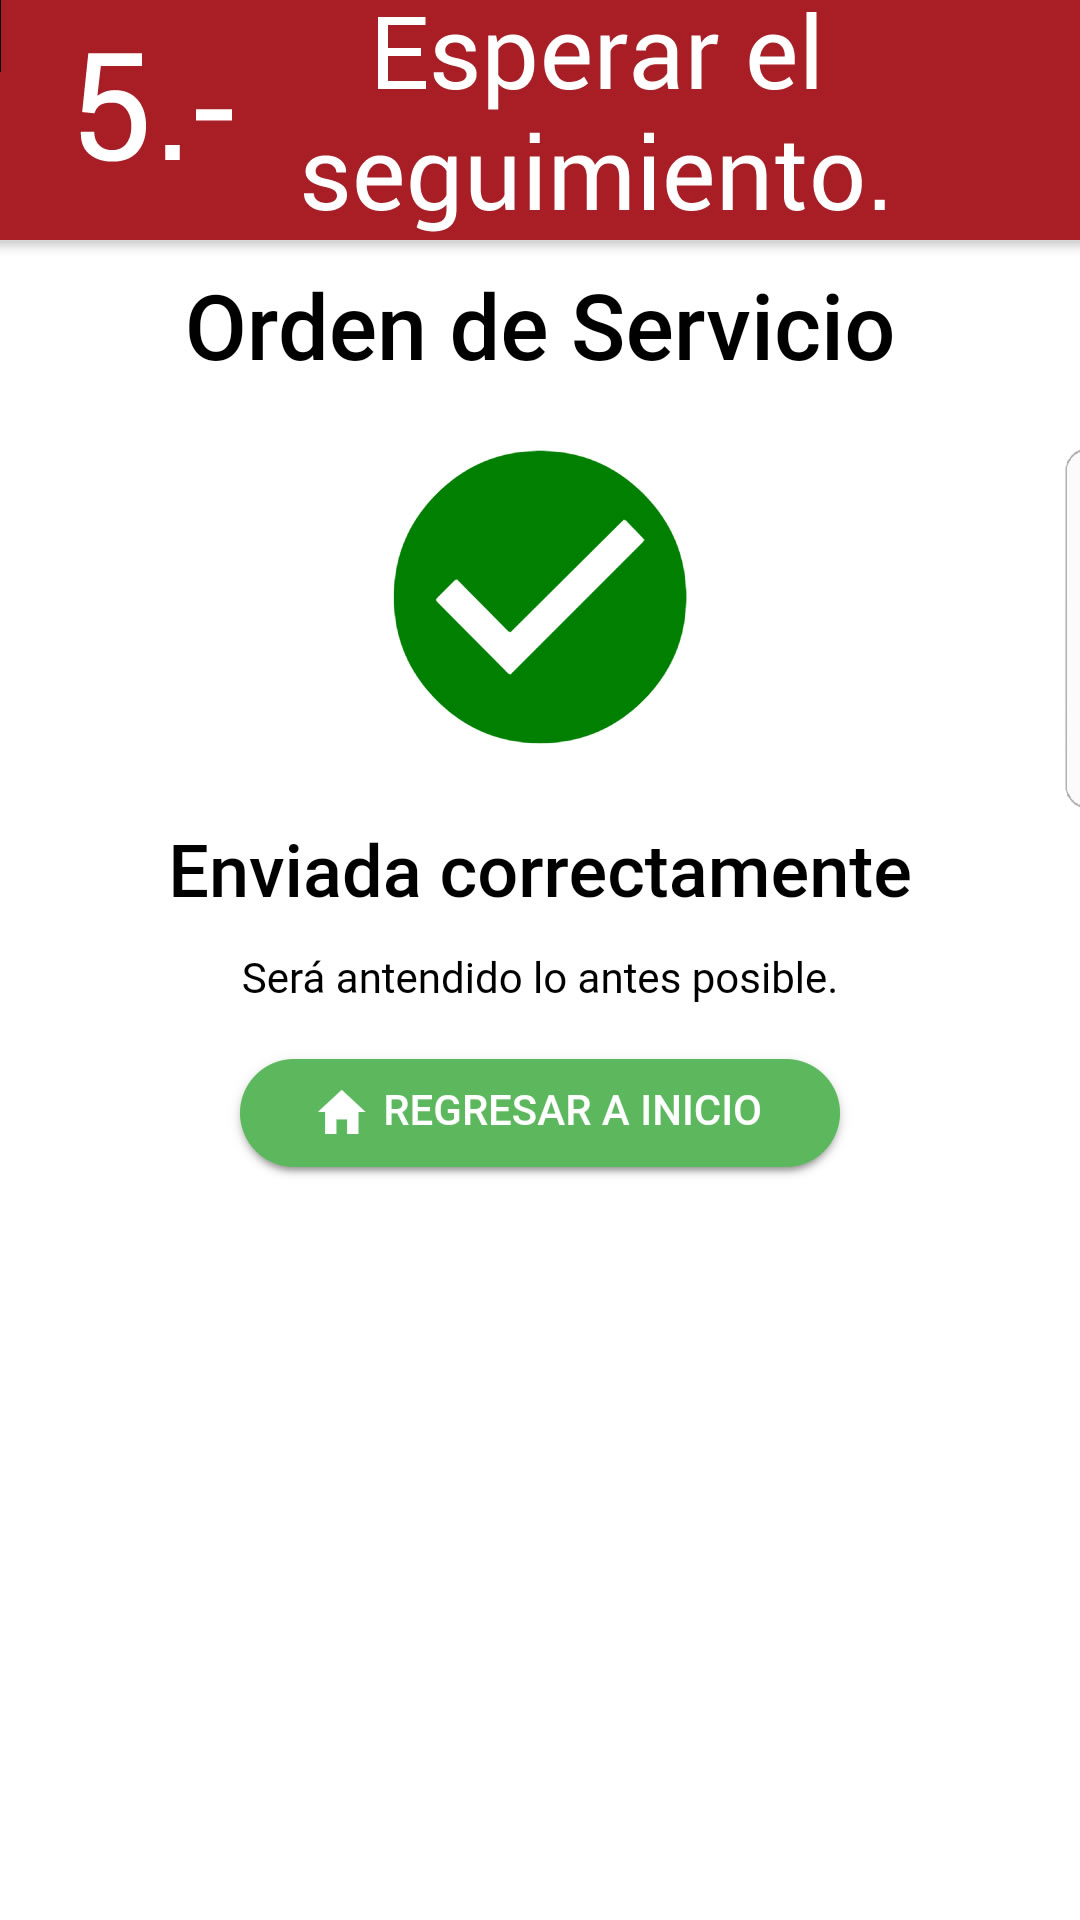 5.- Esperar el
seguimiento.
Orden de Servicio
Enviada correctamente
Será antendido lo antes posible.
REGRESAR A INICIO